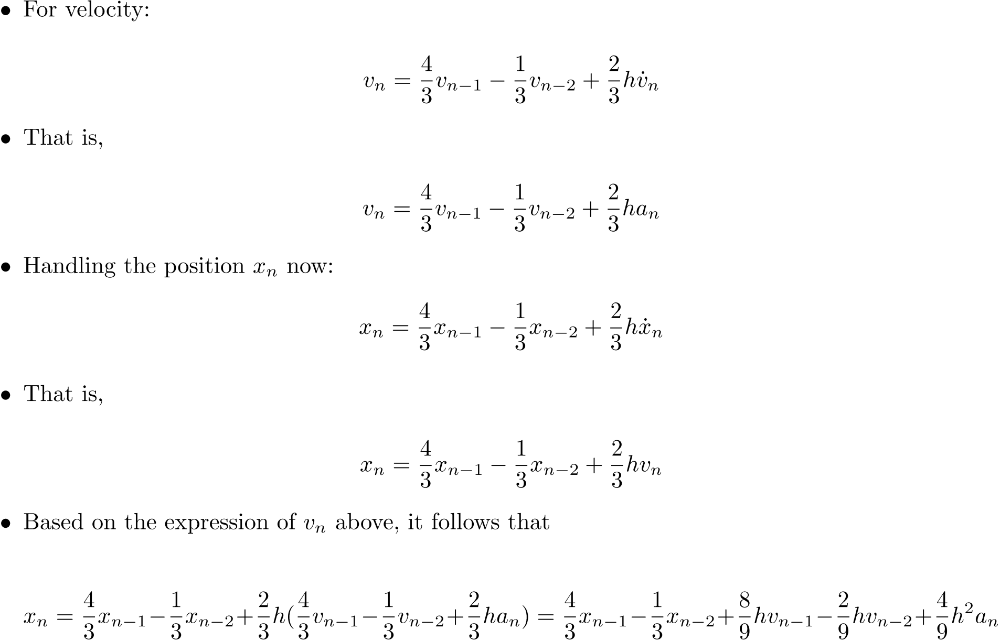 • For velocity:
$$v_n = \frac{4}{3}v_{n-1} - \frac{1}{3}v_{n-2} + \frac{2}{3}h\dot{v}_n$$
• That is,
$$v_n = \frac{4}{3}v_{n-1} - \frac{1}{3}v_{n-2} + \frac{2}{3}ha_n$$
• Handling the position $x_n$ now:
$$x_n = \frac{4}{3}x_{n-1} - \frac{1}{3}x_{n-2} + \frac{2}{3}h\dot{x}_n$$
• That is,
$$x_n = \frac{4}{3}x_{n-1} - \frac{1}{3}x_{n-2} + \frac{2}{3}hv_n$$
• Based on the expression of $v_n$ above, it follows that
$$x_n = \frac{4}{3}x_{n-1} - \frac{1}{3}x_{n-2} + \frac{2}{3}h(\frac{4}{3}v_{n-1} - \frac{1}{3}v_{n-2} + \frac{2}{3}ha_n) = \frac{4}{3}x_{n-1} - \frac{1}{3}x_{n-2} + \frac{8}{9}hv_{n-1} - \frac{2}{9}hv_{n-2} + \frac{4}{9}h^2a_n$$